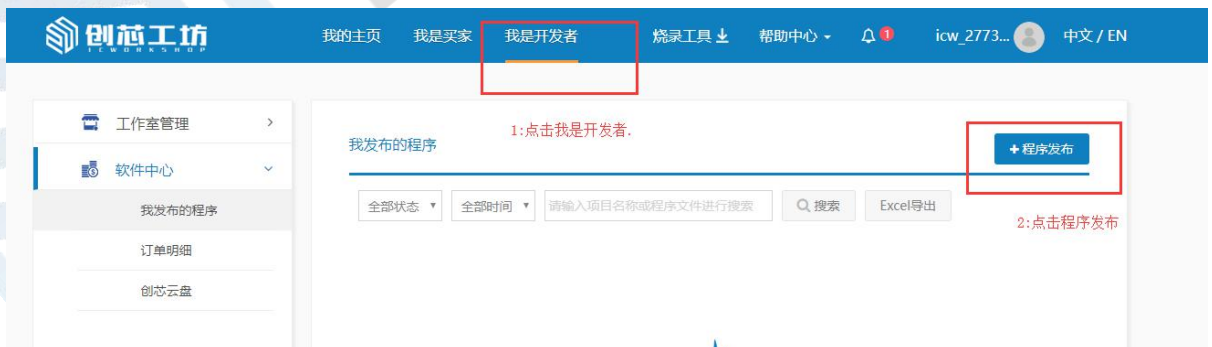 创芯工坊
ICWORKSHOP
我的主页 我是买家 我是开发者 烧录工具 帮助中心 1 icw_2773... 中文 / EN
工作室管理
软件中心
我发布的程序
订单明细
创芯云盘
我发布的程序
1:点击我是开发者.
+程序发布
全部状态 全部时间 请输入项目名称或程序文件进行搜索 搜索 Excel导出
2:点击程序发布